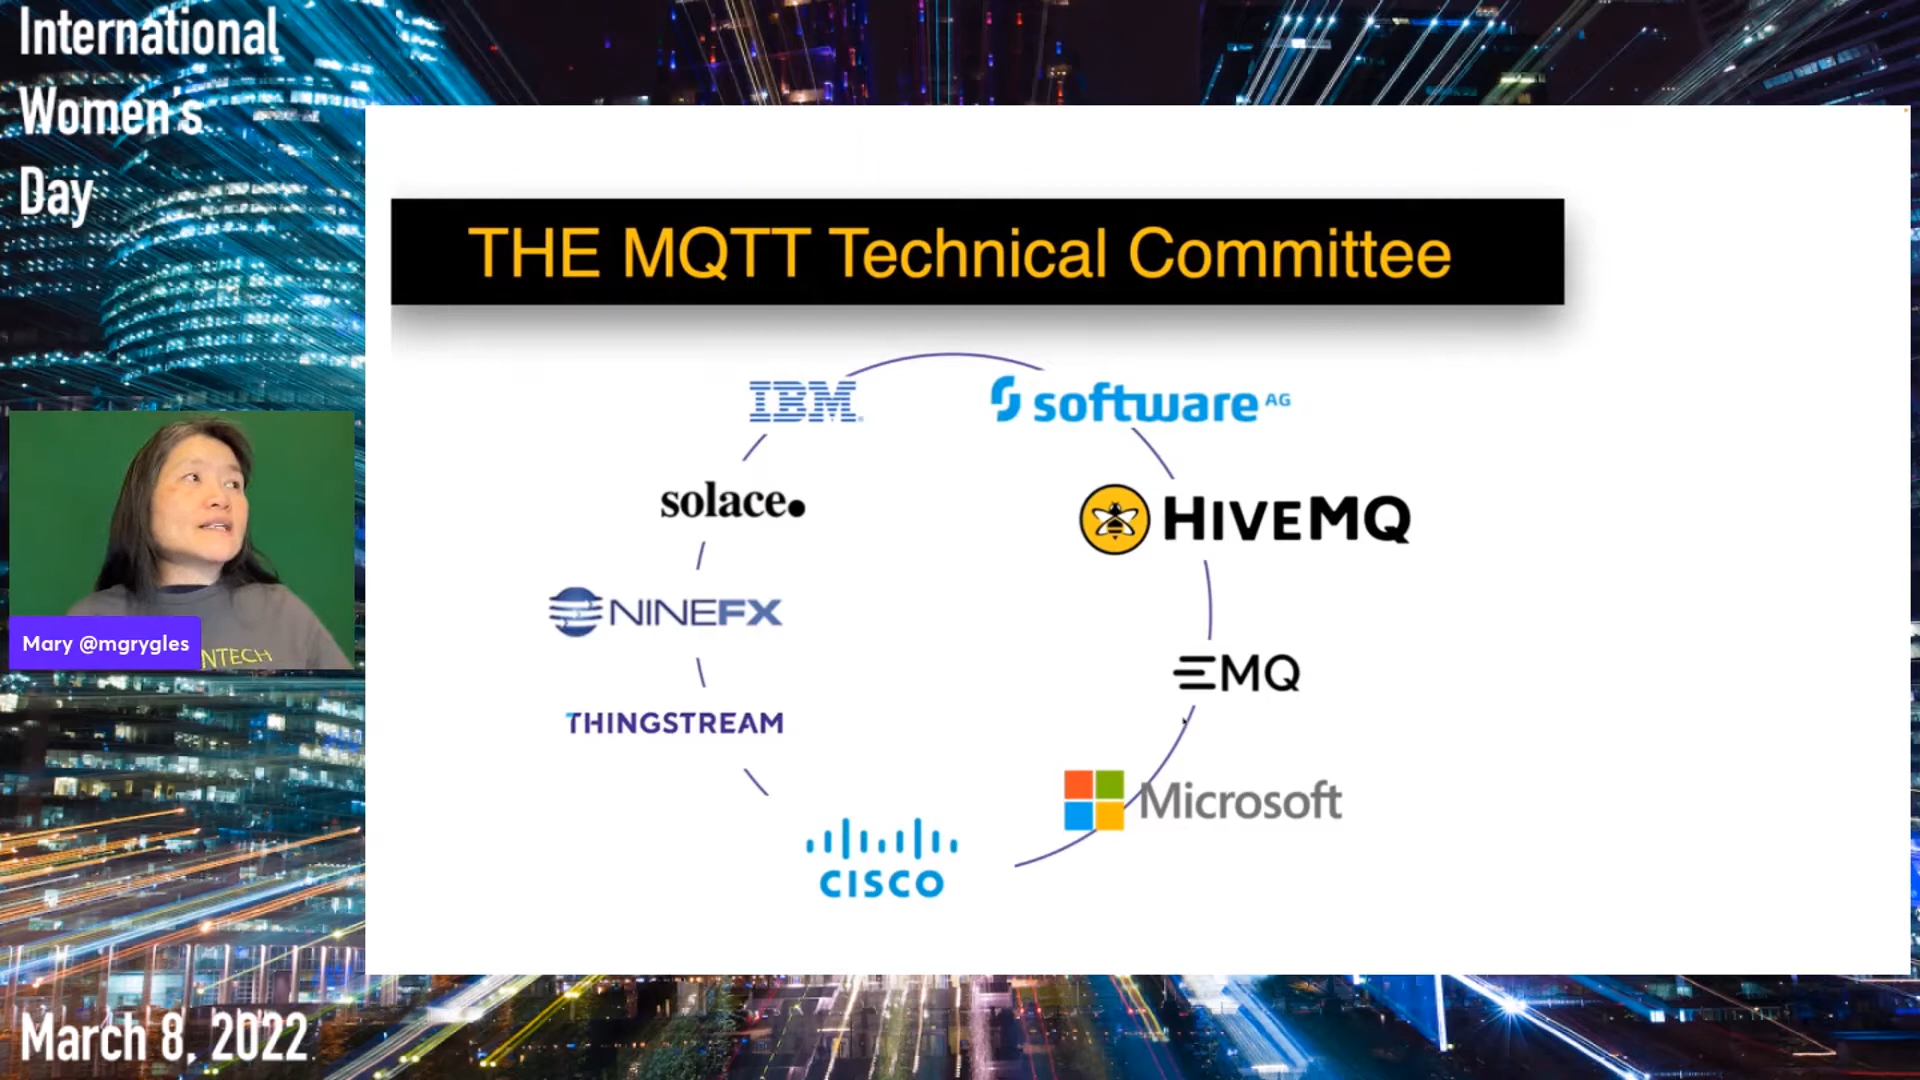 International
Women's
Day
THE MQTT Technical Committee
IBM
software AG
solace
HIVEMQ
NINEFX
EMQ
Mary @mgrygles
NTECH
THINGSTREAM
Microsoft
CISCO
March 8, 2022